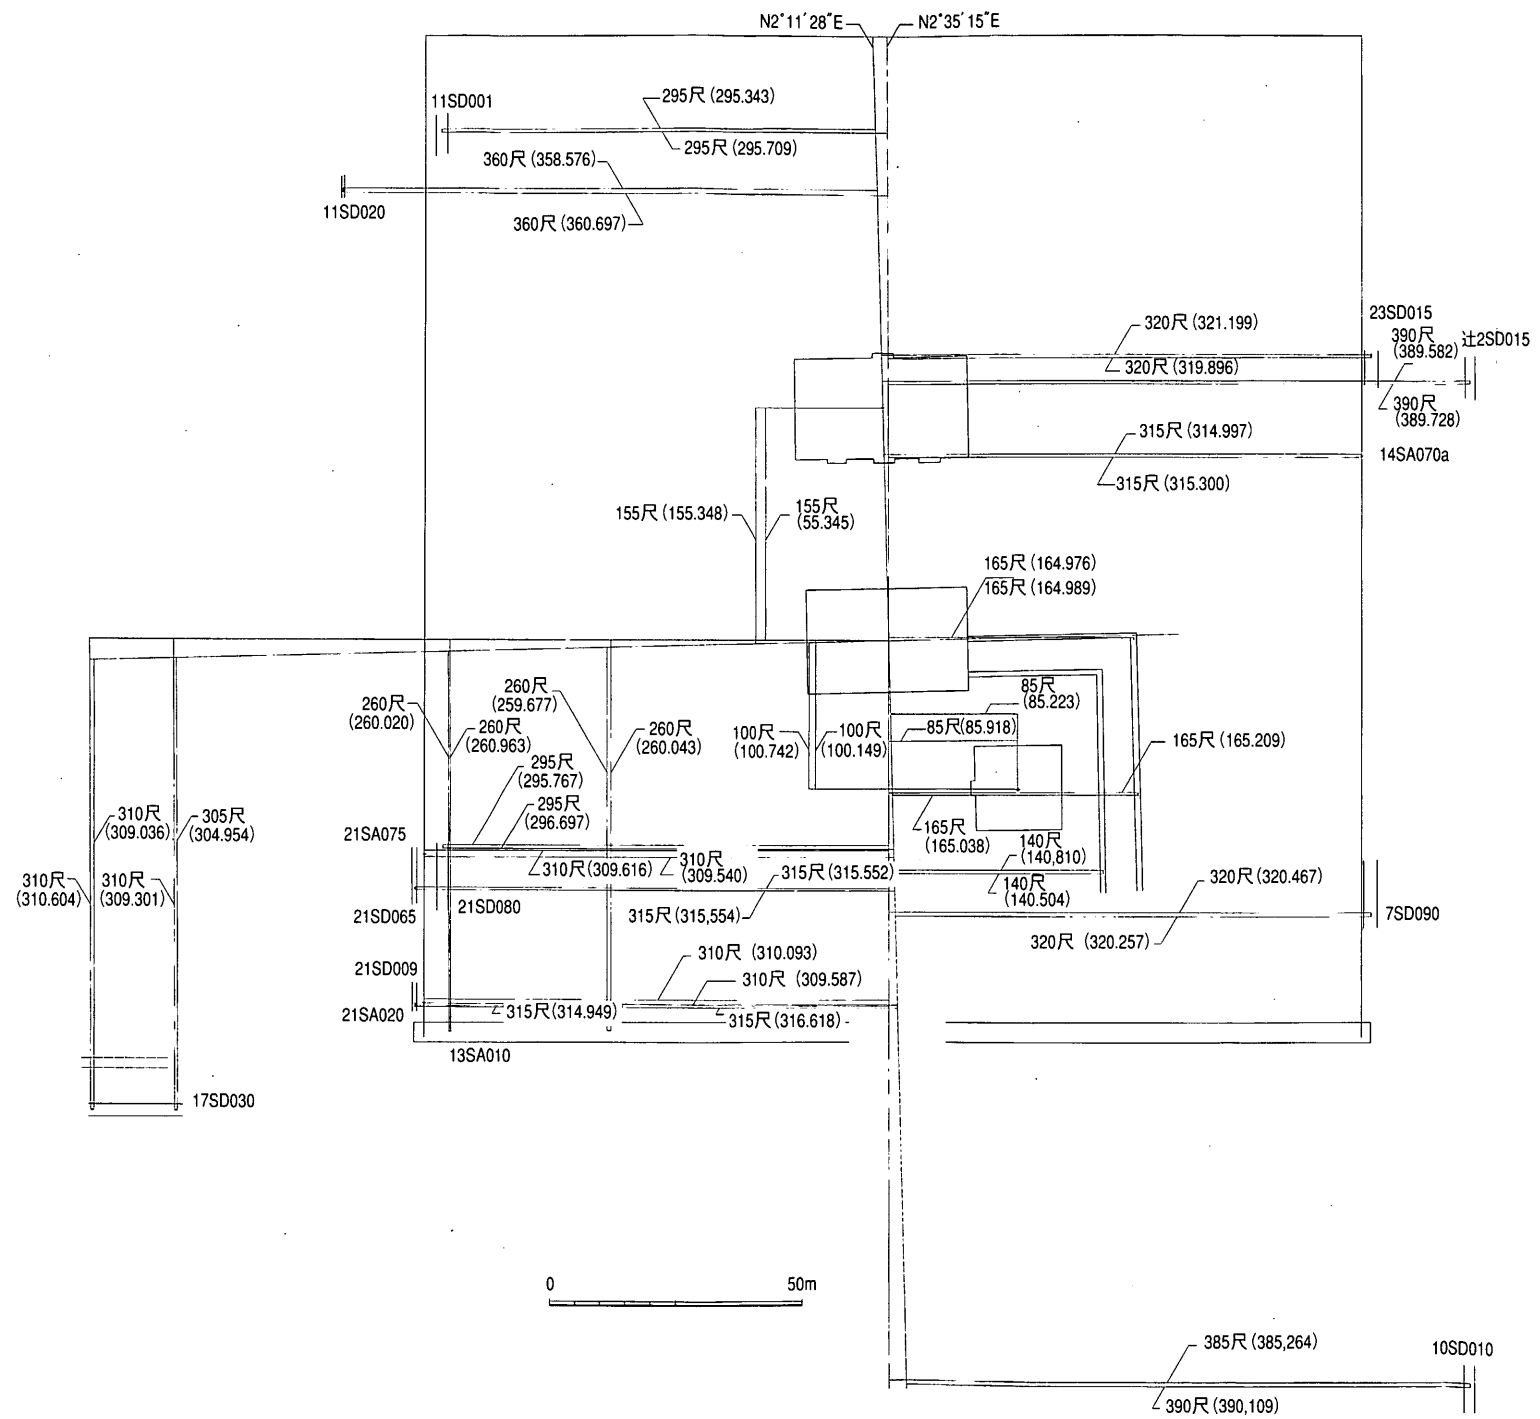 N2°11′28″E
N2°35′15″E
11SD001
295尺(295.343)
295尺(295.709)
360尺(358.576)
11SD020
360尺(360.697)
23SD015
320尺(321.199)
390尺
(389.582)
辻2SD015
320尺(319.896)
390尺
(389.728)
315尺(314.997)
14SA070a
315尺(315.300)
155尺(155.348)
155尺
(55.345)
165尺(164.976)
165尺(164.989)
260尺
(260.020)
260尺
(259.677)
260尺
(260.963)
260尺
(260.043)
100尺
(100.742)
100尺
(100.149)
85尺
(85.223)
85尺(85.918)
165尺(165.209)
295尺
(295.767)
295尺
(296.697)
310尺
(309.036)
305尺
(304.954)
21SA075
165尺
(165.038)
140尺
(140,810)
310尺(309.616)
310尺
(309.540)
315尺(315.552)
140尺
(140.504)
320尺(320.467)
310尺
(310.604)
310尺
(309.301)
21SD065
21SD080
315尺(315,554)
7SD090
320尺(320.257)
21SD009
310尺(310.093)
310尺(309.587)
21SA020
315尺(314.949)
315尺(316.618)
13SA010
17SD030
0
50m
385尺(385,264)
10SD010
390尺(390,109)